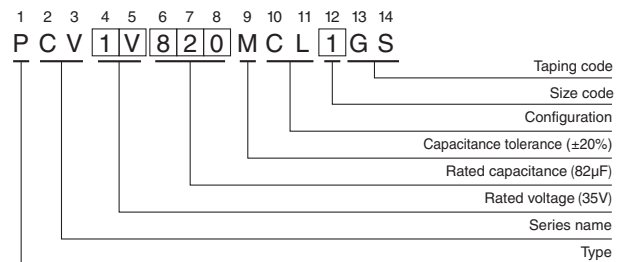 1 2 3 4 5 6 7 8 9 10 11 12 13 14
P C V 1 V 8 2 0 M C L 1 G S
Taping code
Size code
Configuration
Capacitance tolerance (±20%)
Rated capacitance (82µF)
Rated voltage (35V)
Series name
Type